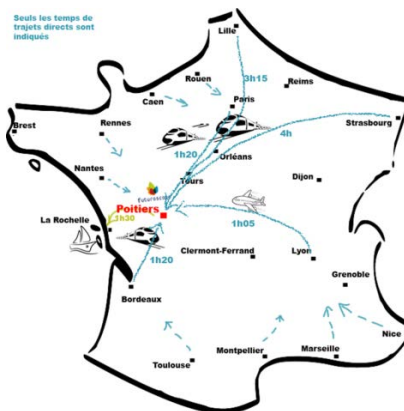 Seuls les temps de
trajets directs sont
indiqués
Lille
Rouen
3h15
Reims
Caen
Paris
Brest
Rennes
Strasbourg
4h
1h20
Orléans
Nantes
Tours
Dijon
Futuroscope
Poitiers
La Rochelle
1h30
1h05
1h20
Clermont-Ferrand
Lyon
Grenoble
Bordeaux
Nice
Montpellier
Marseille
Toulouse